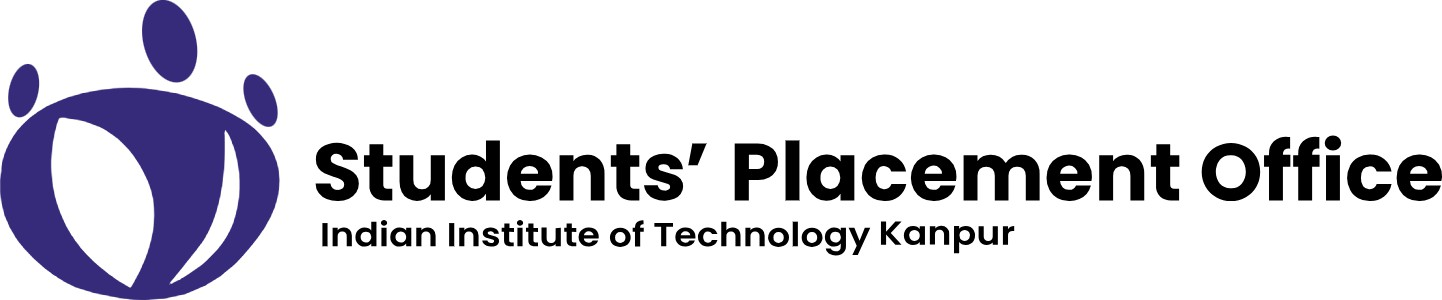 Students’ Placement Office
Indian Institute of Technology Kanpur